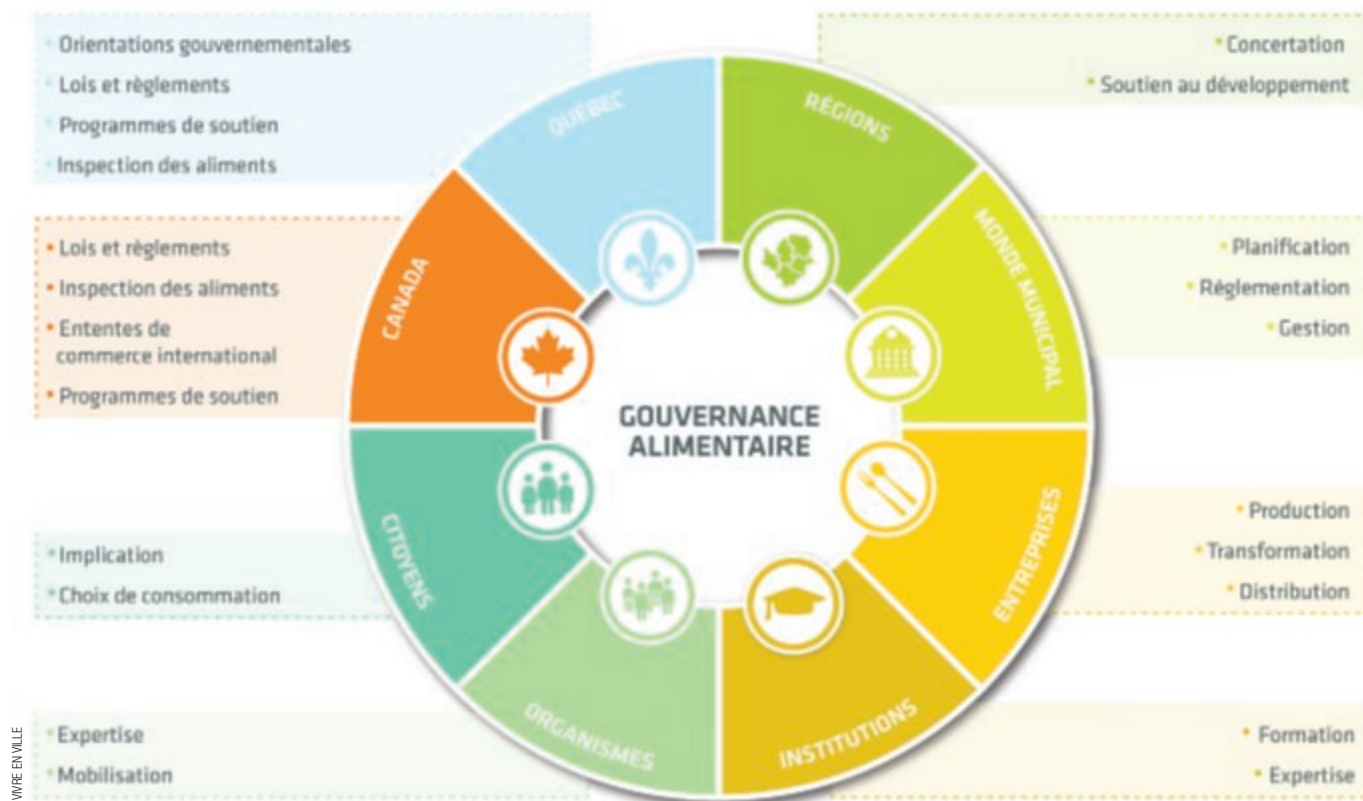 Orientations gouvernementales
Lois et règlements
Programmes de soutien
Inspection des aliments
QUÉBEC
RÉGIONS
Concertation
Soutien au développement
Lois et règlements
Inspection des aliments
Ententes de
commerce international
Programmes de soutien
CANADA
MONDE MUNICIPAL
Planification
Règlementation
Gestion
GOUVERNANCE
ALIMENTAIRE
Implication
Choix de consommation
CITOYENS
ENTREPRISES
Production
Transformation
Distribution
Expertise
Mobilisation
ORGANISMES
INSTITUTIONS
Formation
Expertise
VIVRE EN VILLE